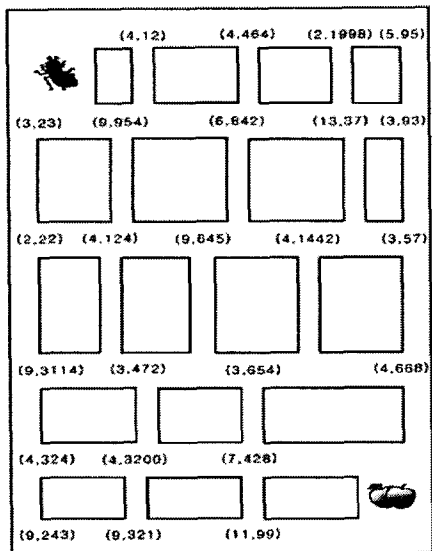 (4,12) (4,464) (2,1998) (5,95)
(3,23) (9,954) (6,842) (13,37) (3,93)
(2,22) (4,124) (9,645) (4,1442) (3,57)
(9,3114) (3,472) (3,654) (4,668)
(4,324) (4,3200) (7,428)
(9,243) (9,321) (11,99)